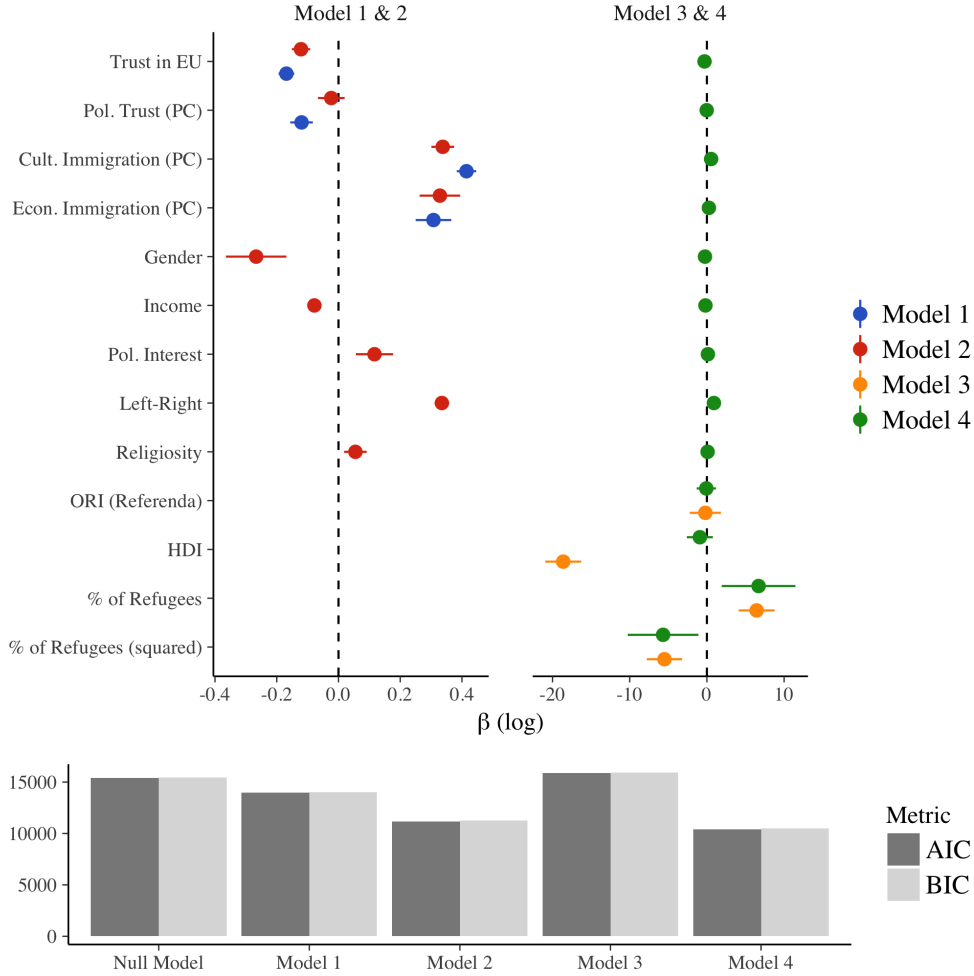 Model 1 & 2
Model 3 & 4
Trust in EU
Pol. Trust (PC)
Cult. Immigration (PC)
Econ. Immigration (PC)
Gender
Income
Pol. Interest
Left-Right
Religiosity
ORI (Referenda)
HDI
% of Refugees
% of Refugees (squared)
-0.4 -0.2 0.0 0.2 0.4
-20 -10 0 10
β (log)
Model 1
Model 2
Model 3
Model 4
15000
10000
5000
0
Null Model Model 1 Model 2 Model 3 Model 4
Metric
AIC
BIC